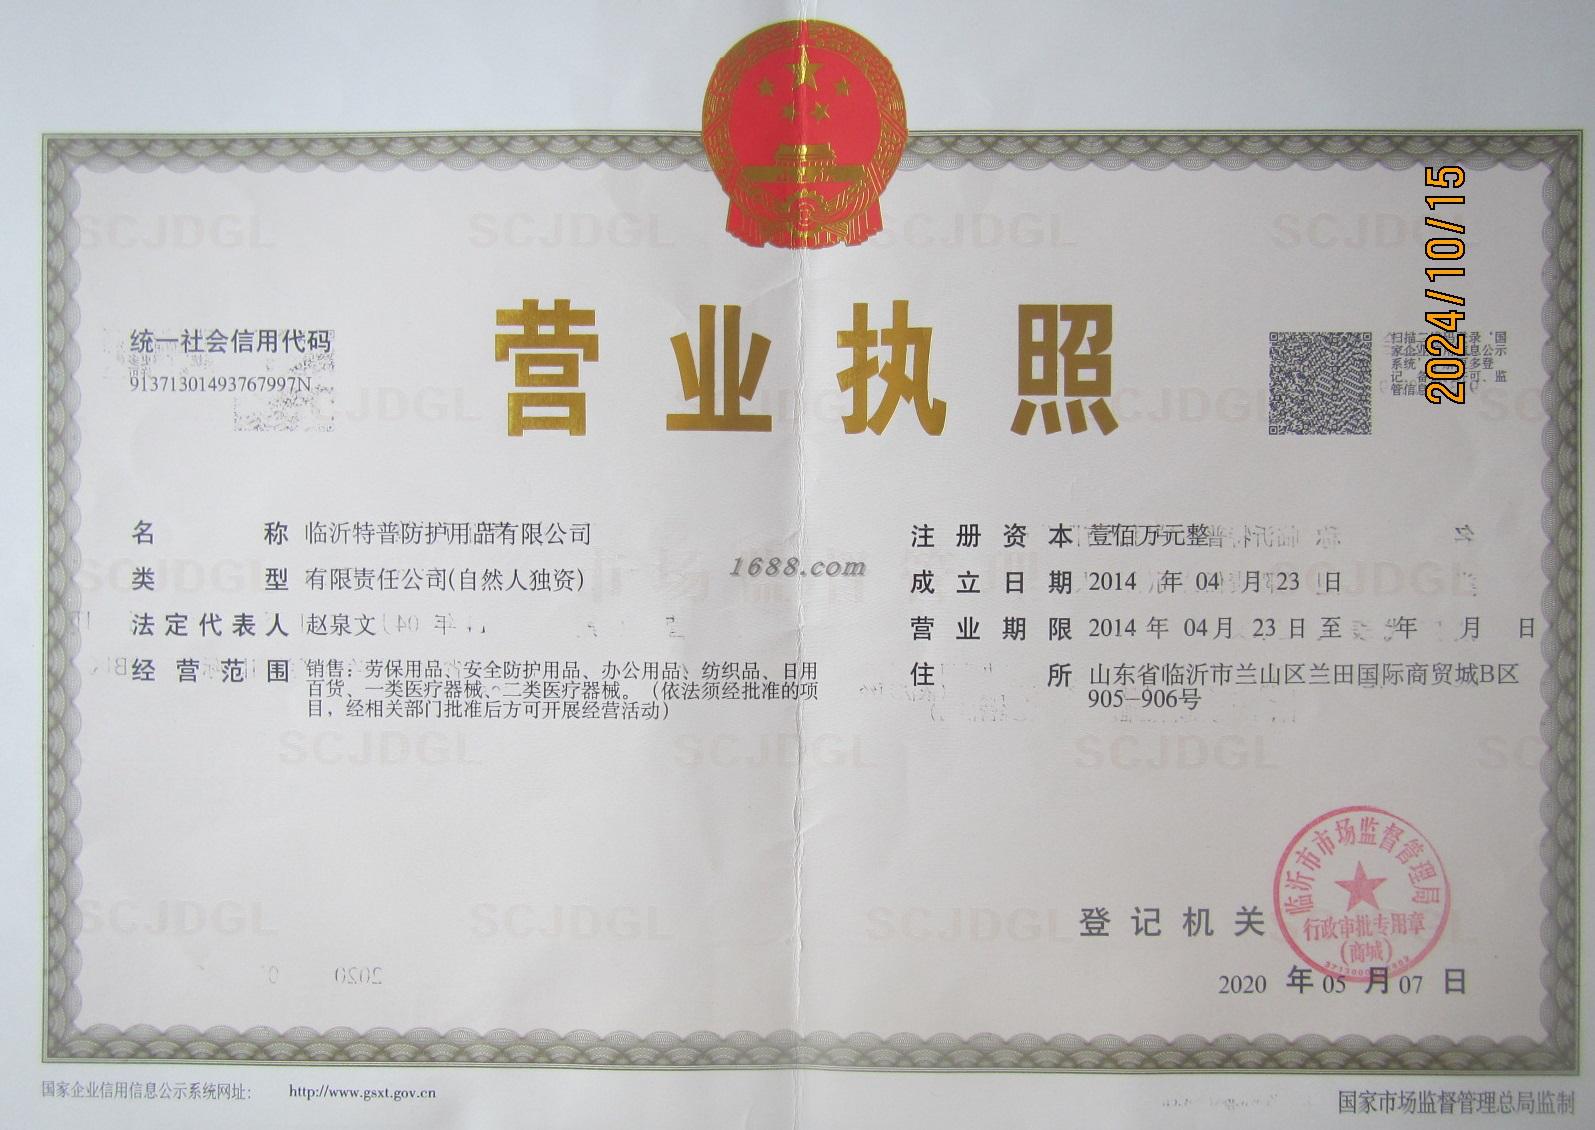 2024/10/15
营业执照
统一社会信用代码
91371301493767997N
名称 临沂特普防护用品有限公司
类型 有限责任公司(自然人独资)
法定代表人 赵泉文
经营范围 销售：劳保用品、安全防护用品、办公用品、纺织品、日用
百货、一类医疗器械、二类医疗器械。（依法须经批准的项
目，经相关部门批准后方可开展经营活动）
1688.com
注册资本 壹佰万元整
成立日期 2014 年 04 月 23 日
营业期限 2014 年 04月 23 日 至 年 月 日
住所 山东省临沂市兰山区兰田国际商贸城B区
905-906号
登记机关
临沂市市场监督管理局
行政审批专用章
(商城)
2020 年 05 月 07 日
国家企业信用信息公示系统网址：
http://www.gsxt.gov.cn
国家市场监督管理总局监制
SCJDGL